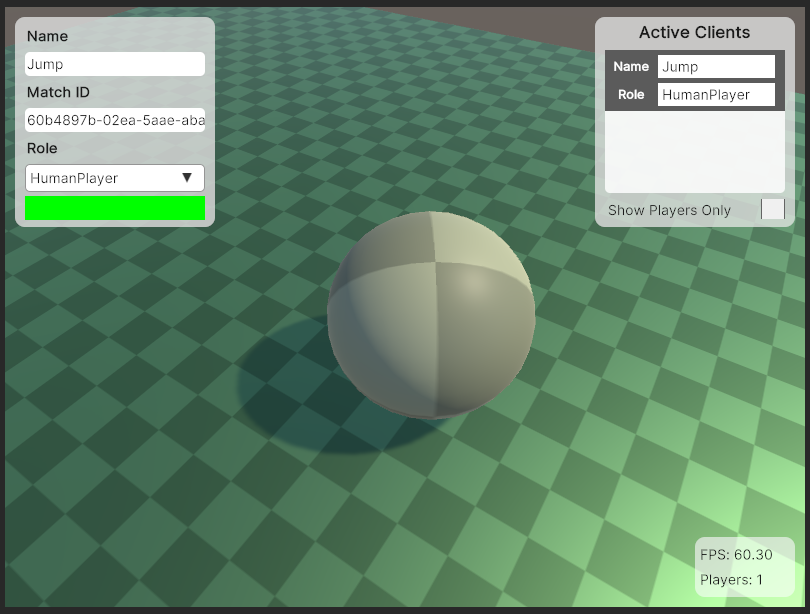 Name
Jump
Match ID
60b4897b-02ea-5aae-aba
Role
HumanPlayer
Active Clients
Name Jump
Role HumanPlayer
Show Players Only
FPS: 60.30
Players: 1